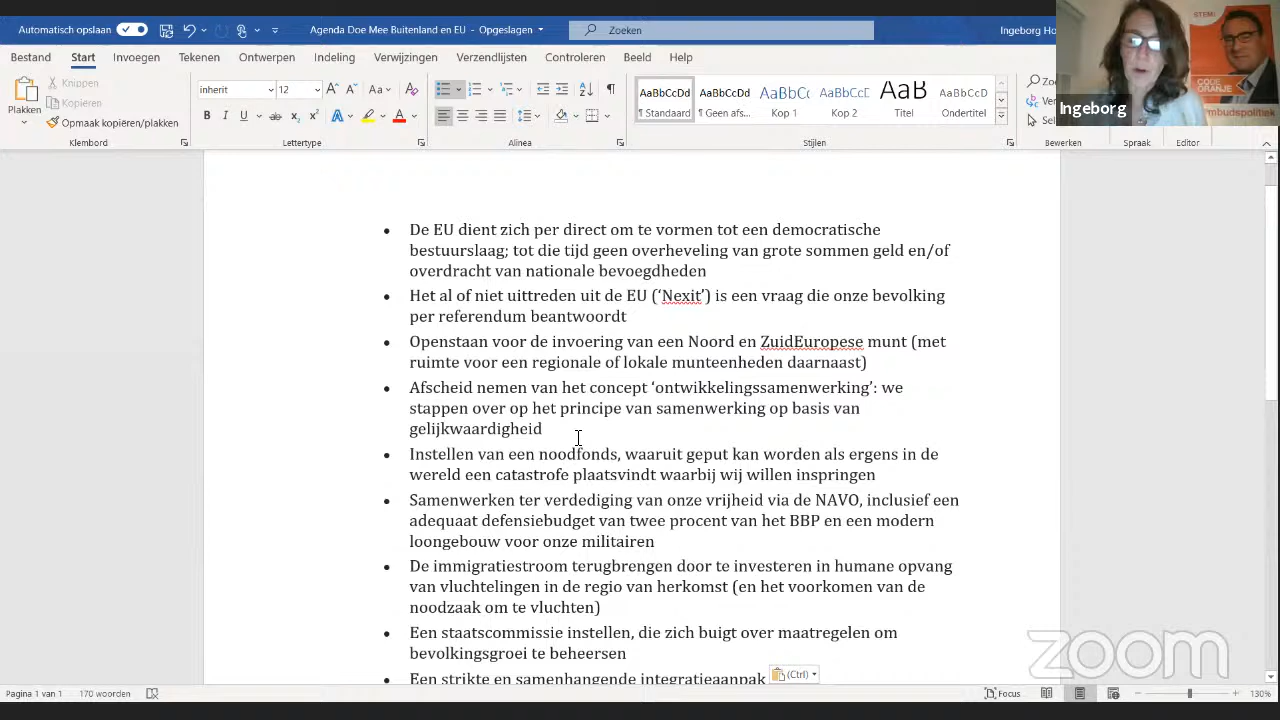 Automatisch opslaan
Agenda Doe Mee Buitenland en EU - Opgeslagen
Zoeken
Ingeborg Ho
Bestand Start Invoegen Tekenen Ontwerpen Indeling Verwijzingen Verzendlijsten Controleren Beeld Help
Plakken
Knippen
Kopiëren
Opmaak kopiëren/plakken
Klembord
inherit 12
Lettertype
Alinea
AaBbCcDd AaBbCcDd AaBbCc AaBbCcC AaB AaBbCcD
¶ Standaard ¶ Geen afs... Kop 1 Kop 2 Titel Ondertitel
Stijlen
Bewerken
Spraak
Editor
STEM:
CODE
ORANJE
mbudspolitiek
Ingeborg
• De EU dient zich per direct om te vormen tot een democratische
bestuurslaag; tot die tijd geen overheveling van grote sommen geld en/of
overdracht van nationale bevoegdheden
• Het al of niet uittreden uit de EU (‘Nexit’) is een vraag die onze bevolking
per referendum beantwoordt
• Openstaan voor de invoering van een Noord en ZuidEuropese munt (met
ruimte voor een regionale of lokale munteenheden daarnaast)
• Afscheid nemen van het concept ‘ontwikkelingssamenwerking’: we
stappen over op het principe van samenwerking op basis van
gelijkwaardigheid
• Instellen van een noodfonds, waaruit geput kan worden als ergens in de
wereld een catastrofe plaatsvindt waarbij wij willen inspringen
• Samenwerken ter verdediging van onze vrijheid via de NAVO, inclusief een
adequaat defensiebudget van twee procent van het BBP en een modern
loongebouw voor onze militairen
• De immigratiestroom terugbrengen door te investeren in humane opvang
van vluchtelingen in de regio van herkomst (en het voorkomen van de
noodzaak om te vluchten)
• Een staatscommissie instellen, die zich buigt over maatregelen om
bevolkingsgroei te beheersen
• Een strikte en samenhangende integratieaanpak
(Ctrl)
zoom
Pagina 1 van 1 170 woorden
Focus
130%